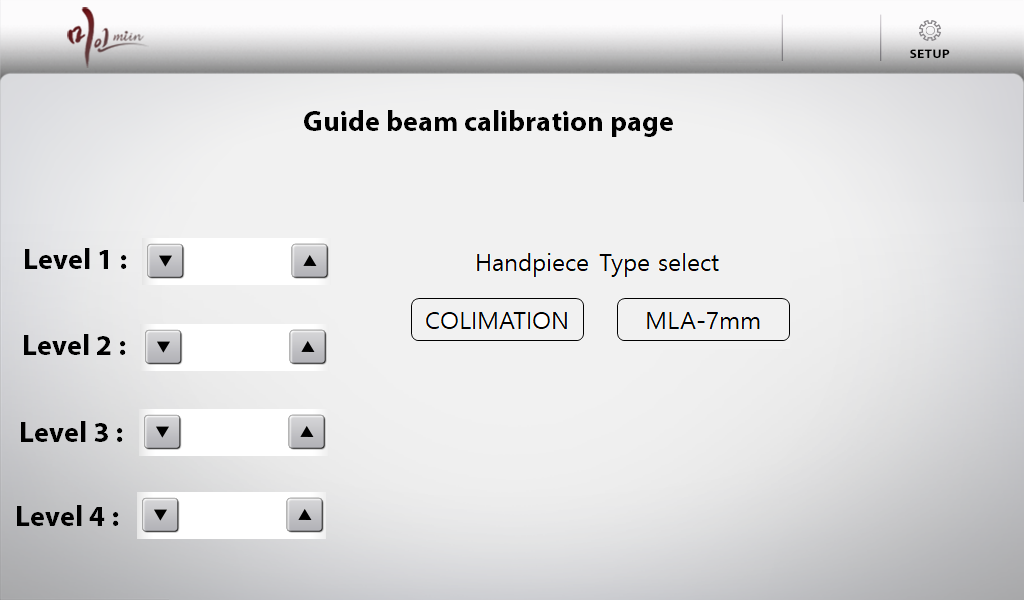 미인 miin
SETUP
Guide beam calibration page
Level 1 :
▼
▲
Handpiece Type select
COLIMATION
MLA-7mm
Level 2 :
▼
▲
Level 3 :
▼
▲
Level 4 :
▼
▲